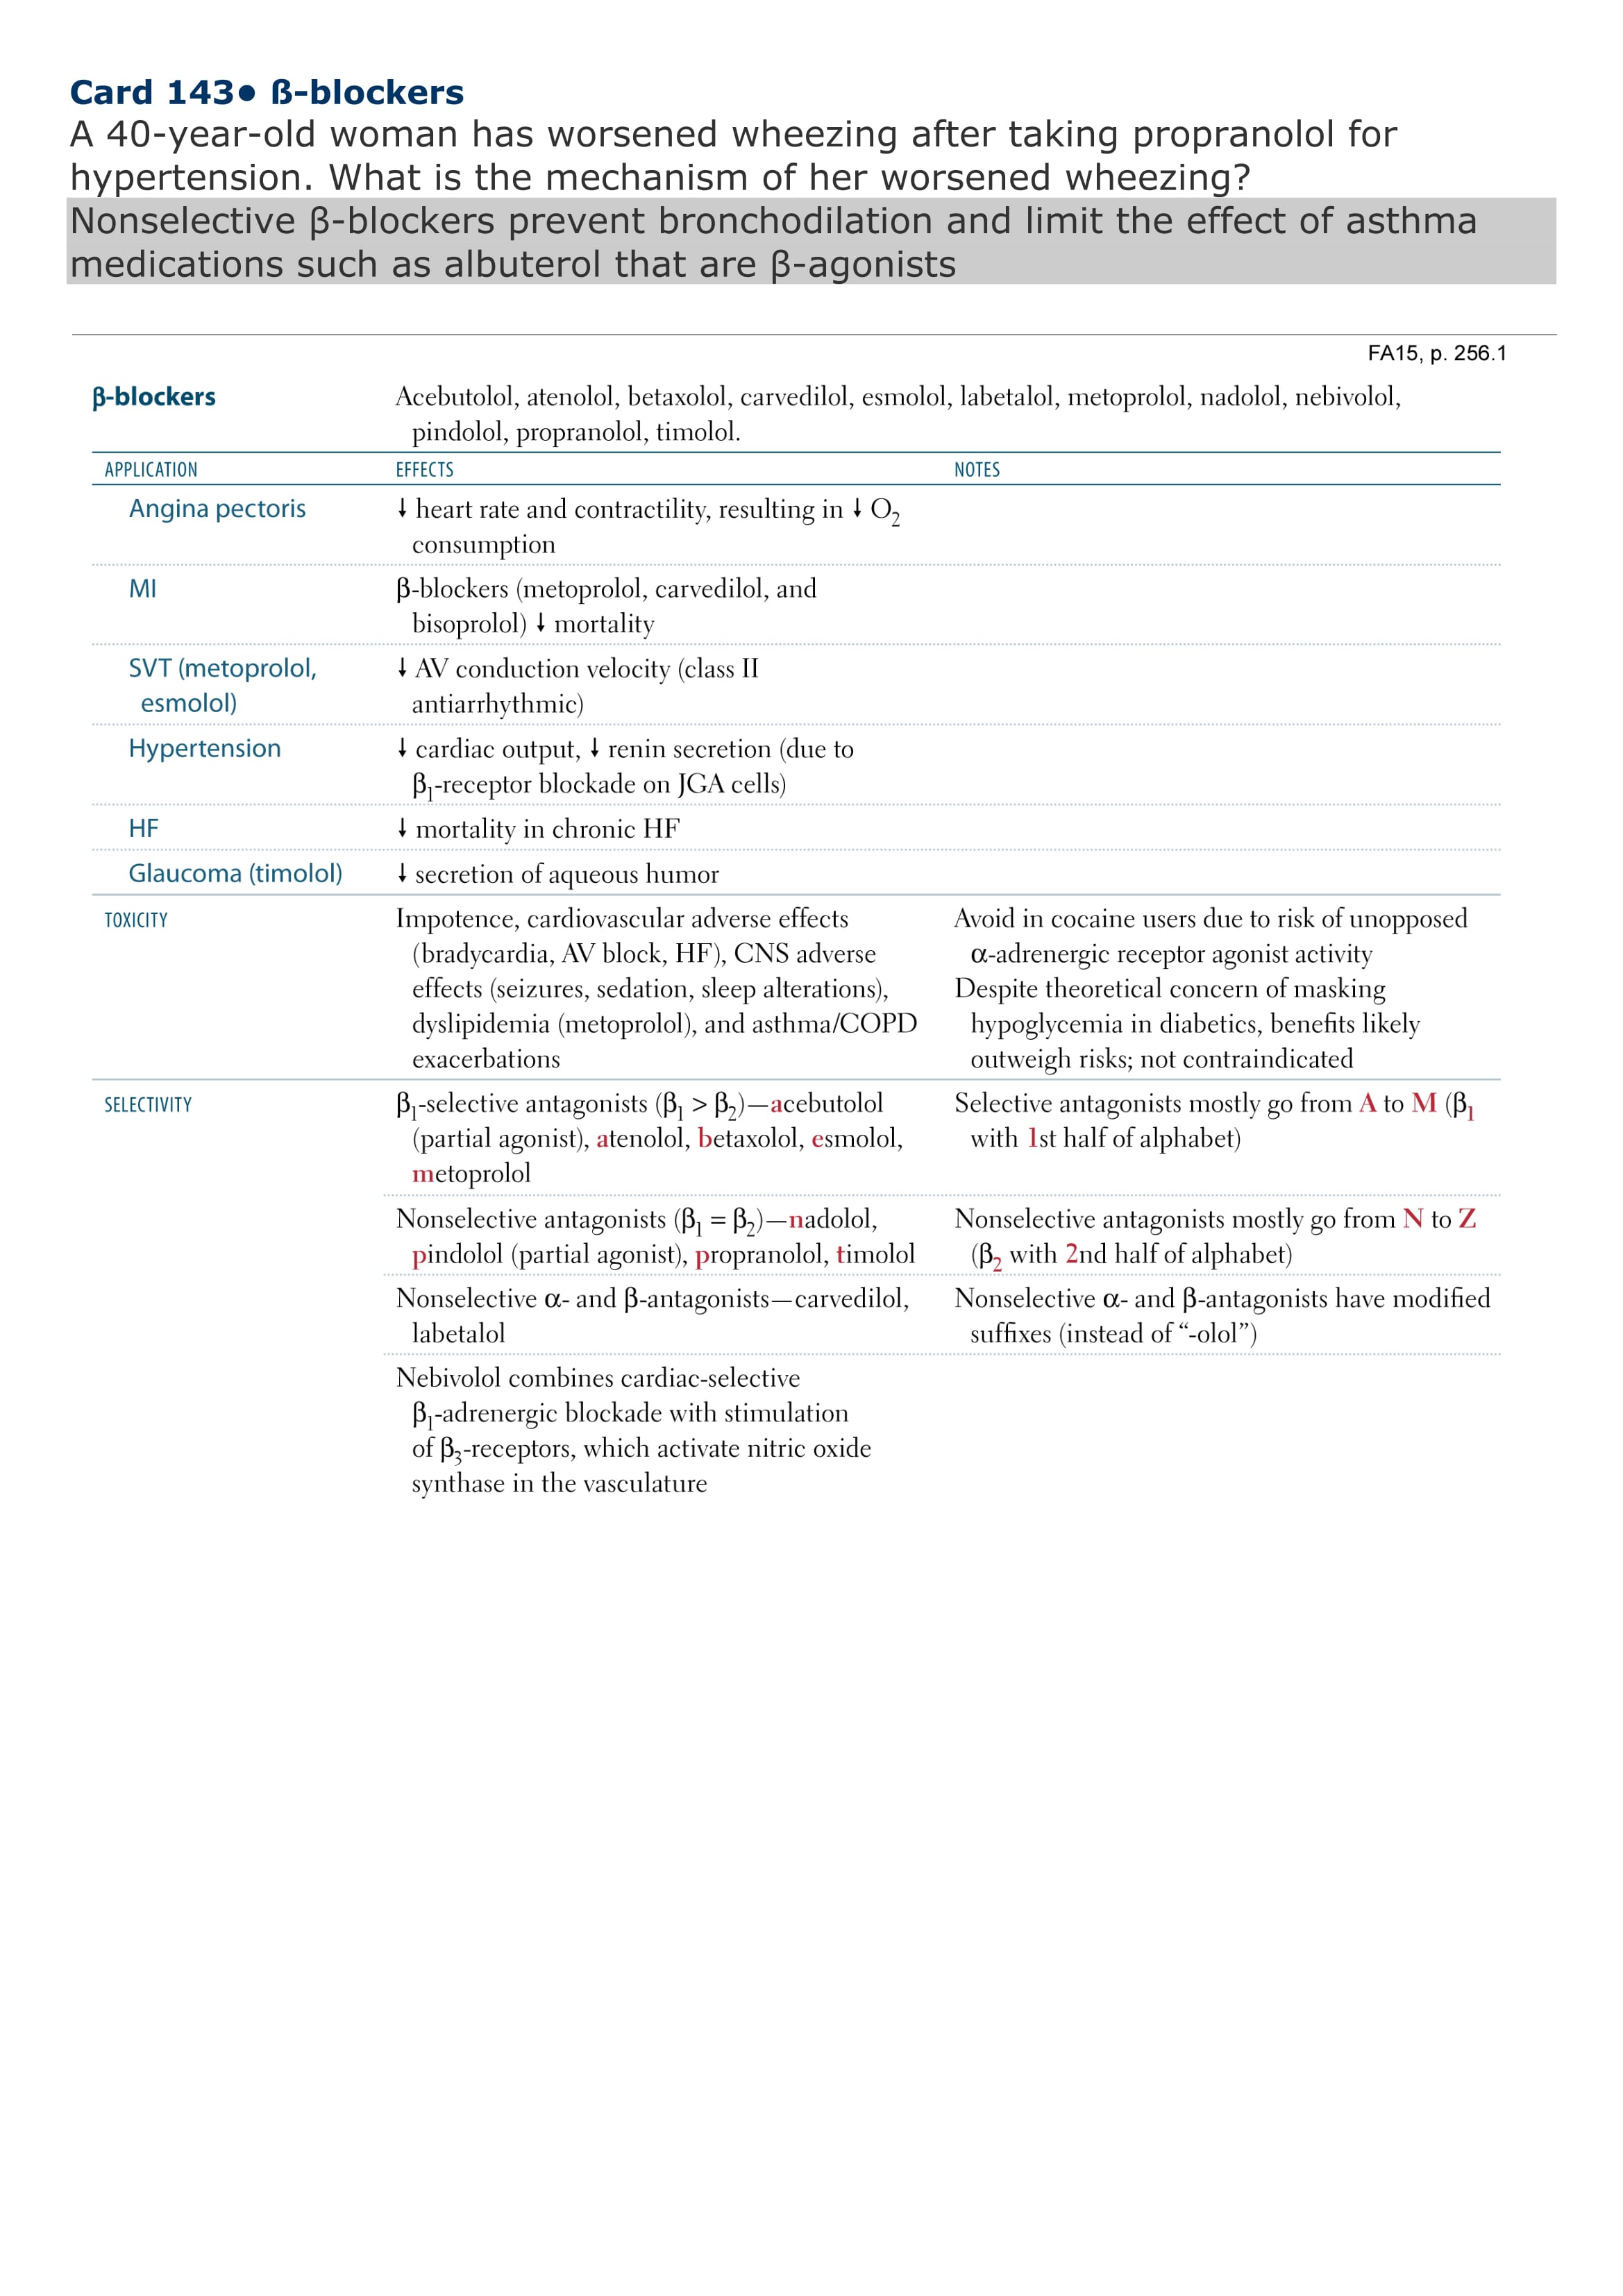 Card 143• ß-blockers
A 40-year-old woman has worsened wheezing after taking propranolol for
hypertension. What is the mechanism of her worsened wheezing?
Nonselective β-blockers prevent bronchodilation and limit the effect of asthma
medications such as albuterol that are β-agonists
FA15, p. 256.1
β-blockers Acebutolol, atenolol, betaxolol, carvedilol, esmolol, labetalol, metoprolol, nadolol, nebivolol,
pindolol, propranolol, timolol.
APPLICATION EFFECTS NOTES
Angina pectoris ↓ heart rate and contractility, resulting in ↓ O₂
consumption
MI β-blockers (metoprolol, carvedilol, and
bisoprolol) ↓ mortality
SVT (metoprolol, ↓ AV conduction velocity (class II
esmolol) antiarrhythmic)
Hypertension ↓ cardiac output, ↓ renin secretion (due to
β₁-receptor blockade on JGA cells)
HF ↓ mortality in chronic HF
Glaucoma (timolol) ↓ secretion of aqueous humor
TOXICITY Impotence, cardiovascular adverse effects Avoid in cocaine users due to risk of unopposed
(bradycardia, AV block, HF), CNS adverse α-adrenergic receptor agonist activity
effects (seizures, sedation, sleep alterations), Despite theoretical concern of masking
dyslipidemia (metoprolol), and asthma/COPD hypoglycemia in diabetics, benefits likely
exacerbations outweigh risks; not contraindicated
SELECTIVITY β₁-selective antagonists (β₁ > β₂)—acebutolol Selective antagonists mostly go from A to M (β₁
(partial agonist), atenolol, betaxolol, esmolol, with 1st half of alphabet)
metoprolol
Nonselective antagonists (β₁ = β₂)—nadolol, Nonselective antagonists mostly go from N to Z
pindolol (partial agonist), propranolol, timolol (β₂ with 2nd half of alphabet)
Nonselective α- and β-antagonists—carvedilol, Nonselective α- and β-antagonists have modified
labetalol suffixes (instead of “-olol”)
Nebivolol combines cardiac-selective
β₁-adrenergic blockade with stimulation
of β₃-receptors, which activate nitric oxide
synthase in the vasculature